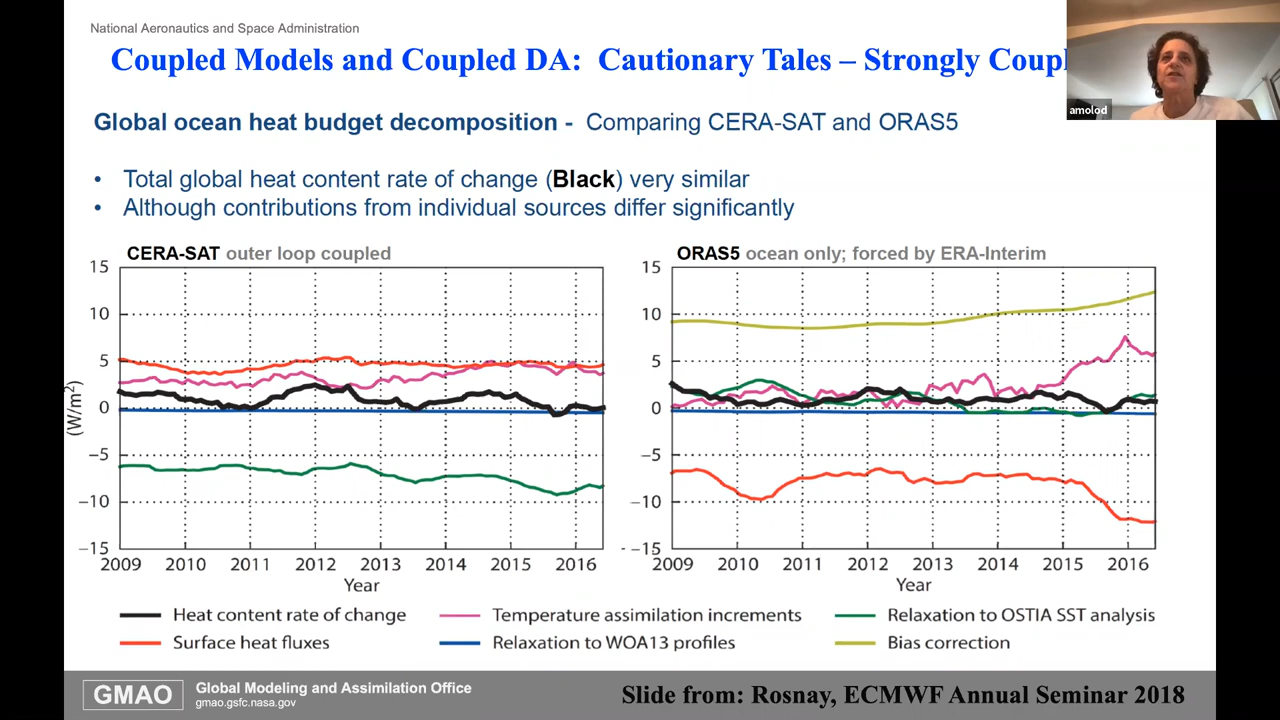 National Aeronautics and Space Administration
Coupled Models and Coupled DA: Cautionary Tales – Strongly
amolod
Global ocean heat budget decomposition - Comparing CERA-SAT and ORAS5
• Total global heat content rate of change (Black) very similar
• Although contributions from individual sources differ significantly
CERA-SAT outer loop coupled
15
10
5
0
−5
−10
−15
(W/m2)
2009 2010 2011 2012 2013 2014 2015 2016
Year
ORAS5 ocean only; forced by ERA-Interim
15
10
5
0
−5
−10
- −15
2009 2010 2011 2012 2013 2014 2015 2016
Year
Heat content rate of change Temperature assimilation increments Relaxation to OSTIA SST analysis
Surface heat fluxes Relaxation to WOA13 profiles Bias correction
GMAO
Global Modeling and Assimilation Office
gmao.gsfc.nasa.gov
Slide from: Rosnay, ECMWF Annual Seminar 2018